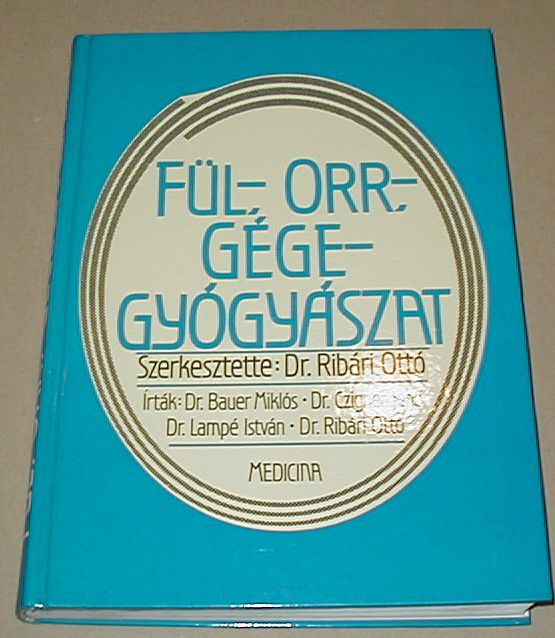 FÜL-, ORR-,
GÉGE-
GYÓGYÁSZAT
Szerkesztette: Dr. Ribári Ottó
Írták: Dr. Bauer Miklós · Dr.
Dr. Lampé István · Dr. Ribári Ottó
MEDICINA